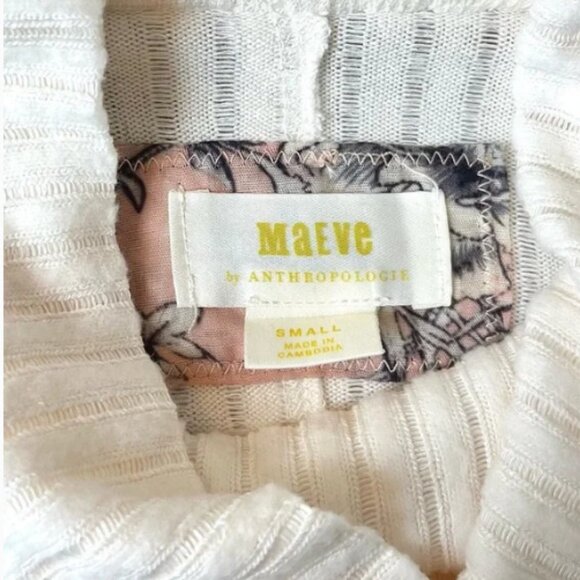 MaEve
by ANTHROPOLOGIE
SMALL
MADE IN
CAMBODIA